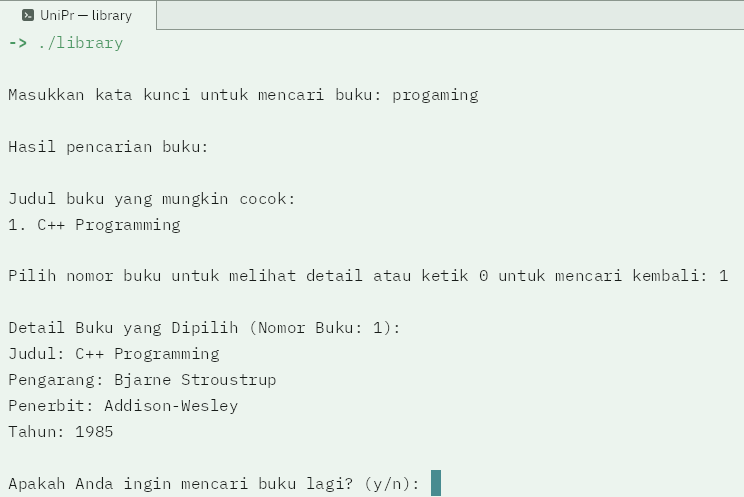 UniPr — library
-> ./library
Masukkan kata kunci untuk mencari buku: progaming
Hasil pencarian buku:
Judul buku yang mungkin cocok:
1. C++ Programming
Pilih nomor buku untuk melihat detail atau ketik 0 untuk mencari kembali: 1
Detail Buku yang Dipilih (Nomor Buku: 1):
Judul: C++ Programming
Pengarang: Bjarne Stroustrup
Penerbit: Addison-Wesley
Tahun: 1985
Apakah Anda ingin mencari buku lagi? (y/n):